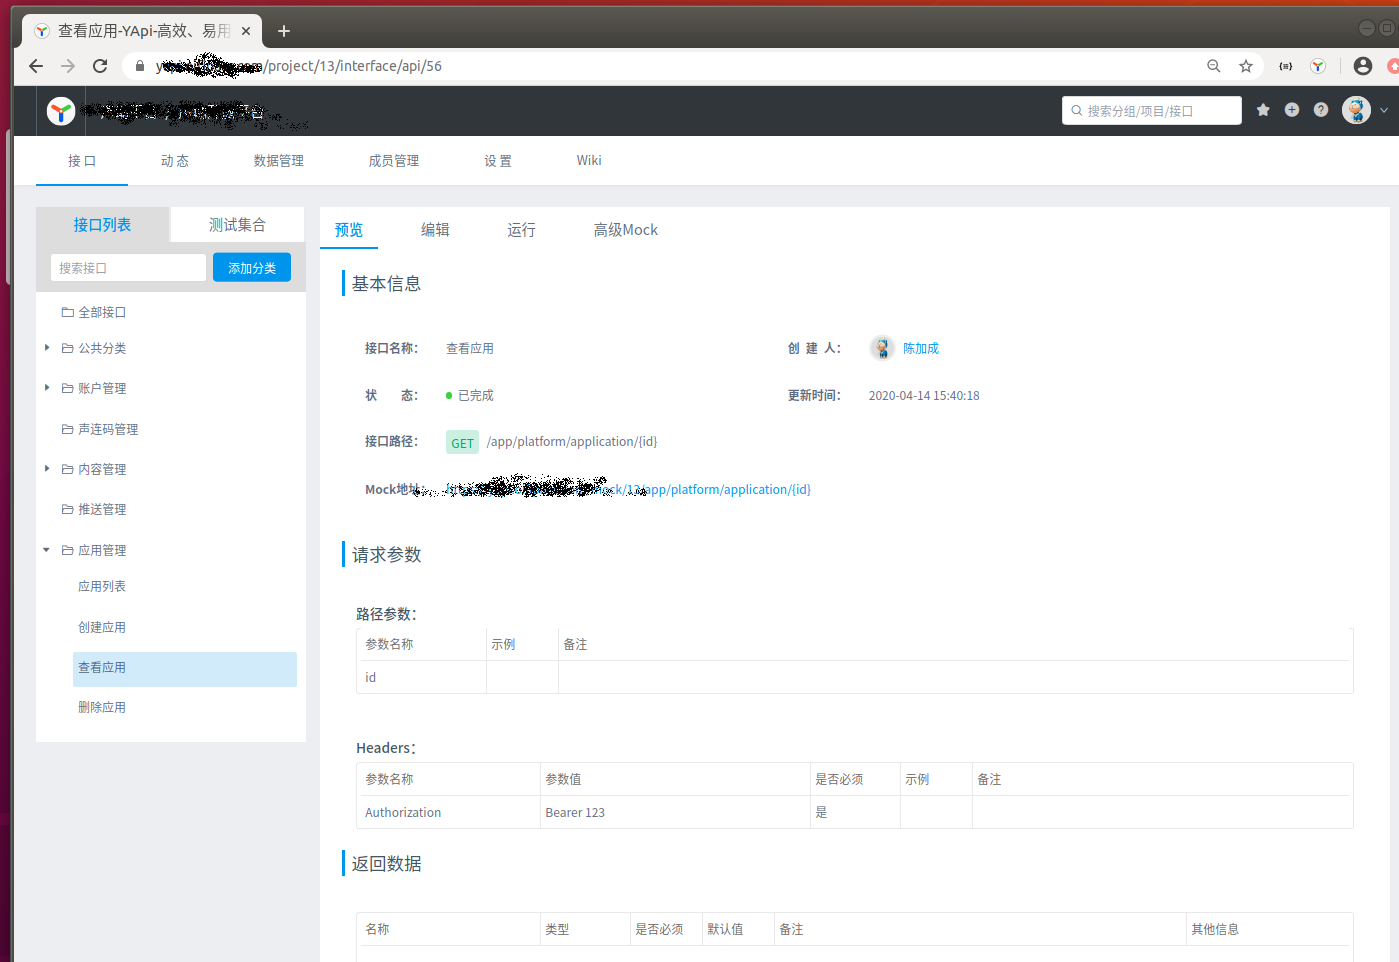 查看应用-YApi-高效、易用
/project/13/interface/api/56
搜索分组/项目/接口
接 口
动 态
数据管理
成员管理
设 置
Wiki
接口列表
测试集合
搜索接口
添加分类
全部接口
公共分类
账户管理
声连码管理
内容管理
推送管理
应用管理
应用列表
创建应用
查看应用
删除应用
预览
编辑
运行
高级Mock
基本信息
接口名称： 查看应用
创 建 人： 陈加成
状 态： 已完成
更新时间： 2020-04-14 15:40:18
接口路径： GET /app/platform/application/{id}
Mock地址： mock/13/app/platform/application/{id}
请求参数
路径参数：
参数名称 示例 备注
id
Headers：
参数名称 参数值 是否必须 示例 备注
Authorization Bearer 123 是
返回数据
名称 类型 是否必须 默认值 备注 其他信息